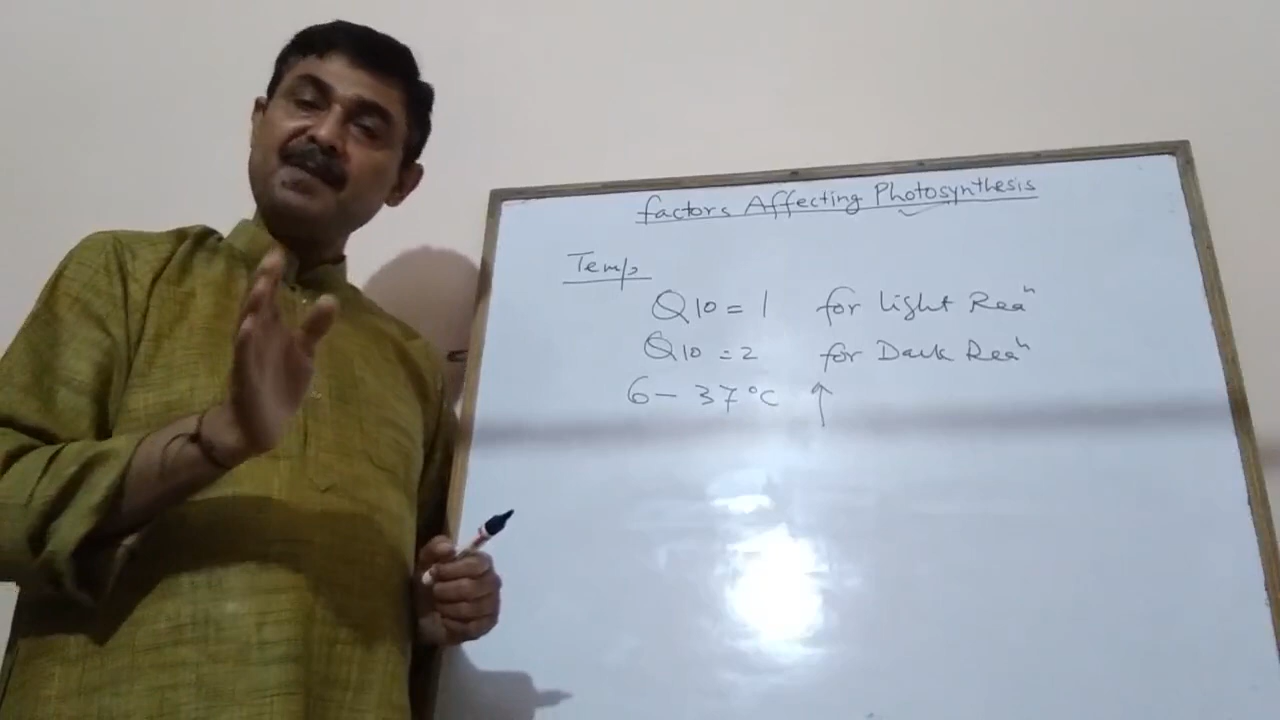 factors Affecting Photosynthesis
Temp
Q10 = 1 for light Reaⁿ
Q10 = 2 for Dark Reaⁿ
6 - 37°C ↑